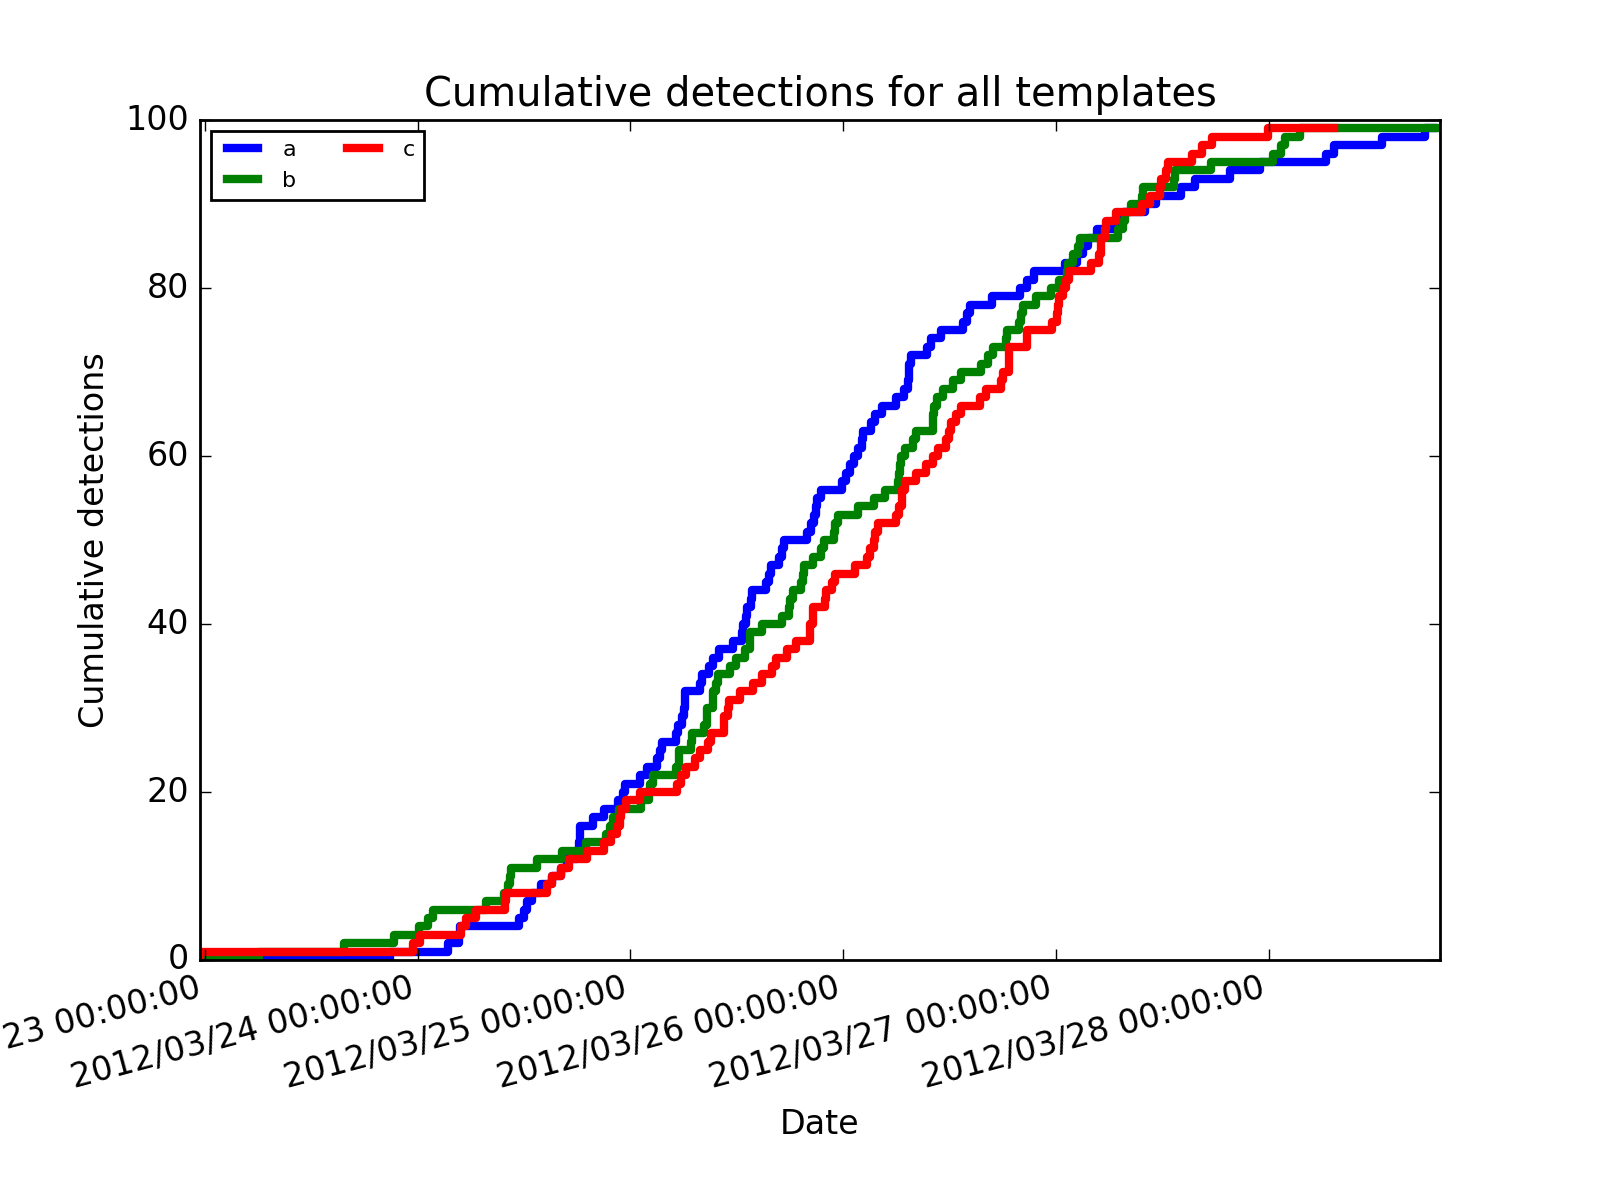 Cumulative detections for all templates
100
80
60
40
20
0
Cumulative detections
a c
b
23 00:00:00
2012/03/24 00:00:00
2012/03/25 00:00:00
2012/03/26 00:00:00
2012/03/27 00:00:00
2012/03/28 00:00:00
Date